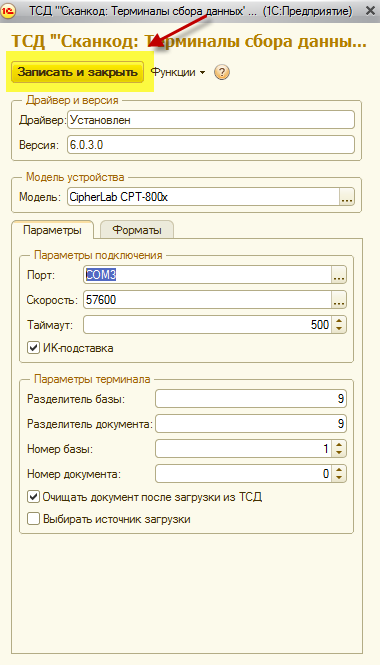 ТСД "'Сканкод: Терминалы сбора данных' ... (1С:Предприятие)
ТСД "'Сканкод: Терминалы сбора данны...
Записать и закрыть Функции ?
Драйвер и версия
Драйвер: Установлен
Версия: 6.0.3.0
Модель устройства
Модель: CipherLab CPT-800x ...
Параметры Форматы
Параметры подключения
Порт: COM3 ...
Скорость: 57600 ...
Таймаут: 500
ИК-подставка
Параметры терминала
Разделитель базы: 9
Разделитель документа: 9
Номер базы: 1
Номер документа: 0
Очищать документ после загрузки из ТСД
Выбирать источник загрузки